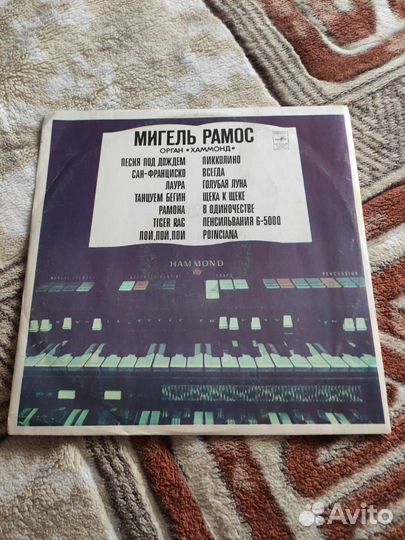 МИГЕЛЬ РАМОС
ОРГАН «ХАММОНД»
ПЕСНЯ ПОД ДОЖДЕМ ПИККОЛИНО
САН-ФРАНЦИСКО ВСЕГДА
ЛАУРА ГОЛУБАЯ ЛУНА
ТАНЦУЕМ БЕГИН ЩЕКА К ЩЕКЕ
РАМОНА В ОДИНОЧЕСТВЕ
TIGER RAG ПЕНСИЛЬВАНИЯ 6-5000
ПОЙ, ПОЙ, ПОЙ POINCIANA
HAMMOND
PERCUSSION
Avito